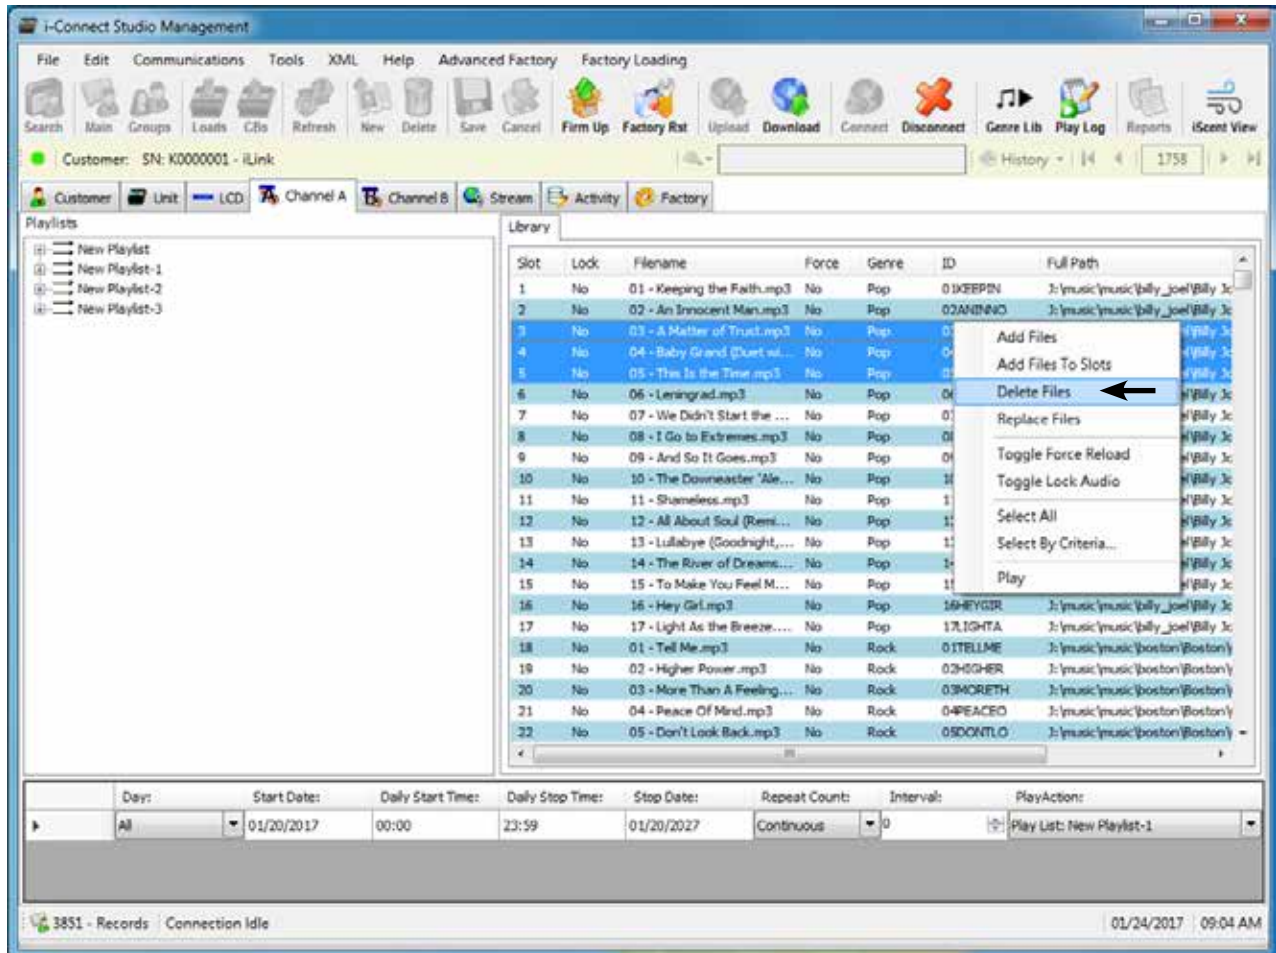 i-Connect Studio Management
File Edit Communications Tools XML Help Advanced Factory Factory Loading
Search Main Groups Loads CBs Refresh New Delete Save Cancel Firm Up Factory Rst Upload Download Connect Disconnect Genre Lib Play Log Reports iScent View
Customer: SN: K0000001 - iLink History 1758
Customer Unit LCD Channel A Channel B Stream Activity Factory
Playlists
New Playlist
New Playlist-1
New Playlist-2
New Playlist-3
Library
Slot Lock Filename Force Genre ID Full Path
1 No 01 - Keeping the Faith.mp3 No Pop 01KEEPIN J:\music\music\billy_joel\Billy Jo
2 No 02 - An Innocent Man.mp3 No Pop 02ANINNO J:\music\music\billy_joel\Billy Jo
3 No 03 - A Matter of Trust.mp3 No Pop
4 No 04 - Baby Grand (Duet wi... No Pop
5 No 05 - This Is the Time.mp3 No Pop
6 No 06 - Leningrad.mp3 No Pop
7 No 07 - We Didn't Start the ... No Pop
8 No 08 - I Go to Extremes.mp3 No Pop
9 No 09 - And So It Goes.mp3 No Pop
10 No 10 - The Downeaster 'Ale... No Pop
11 No 11 - Shameless.mp3 No Pop
12 No 12 - All About Soul (Remi... No Pop
13 No 13 - Lullabye (Goodnight,... No Pop
14 No 14 - The River of Dreams... No Pop
15 No 15 - To Make You Feel M... No Pop
16 No 16 - Hey Girl.mp3 No Pop 16HEYGIR J:\music\music\billy_joel\Billy Jo
17 No 17 - Light As the Breeze.... No Pop 17LIGHTA J:\music\music\billy_joel\Billy Jo
18 No 01 - Tell Me.mp3 No Rock 01TELLME J:\music\music\boston\Boston\
19 No 02 - Higher Power.mp3 No Rock 02HIGHER J:\music\music\boston\Boston\
20 No 03 - More Than A Feeling... No Rock 03MORETH J:\music\music\boston\Boston\
21 No 04 - Peace Of Mind.mp3 No Rock 04PEACEO J:\music\music\boston\Boston\
22 No 05 - Don't Look Back.mp3 No Rock 05DONTLO J:\music\music\boston\Boston\
Add Files
Add Files To Slots
Delete Files
Replace Files
Toggle Force Reload
Toggle Lock Audio
Select All
Select By Criteria...
Play
Day: Start Date: Daily Start Time: Daily Stop Time: Stop Date: Repeat Count: Interval: PlayAction:
All 01/20/2017 00:00 23:59 01/20/2027 Continuous 0 Play List: New Playlist-1
3851 - Records Connection Idle 01/24/2017 09:04 AM